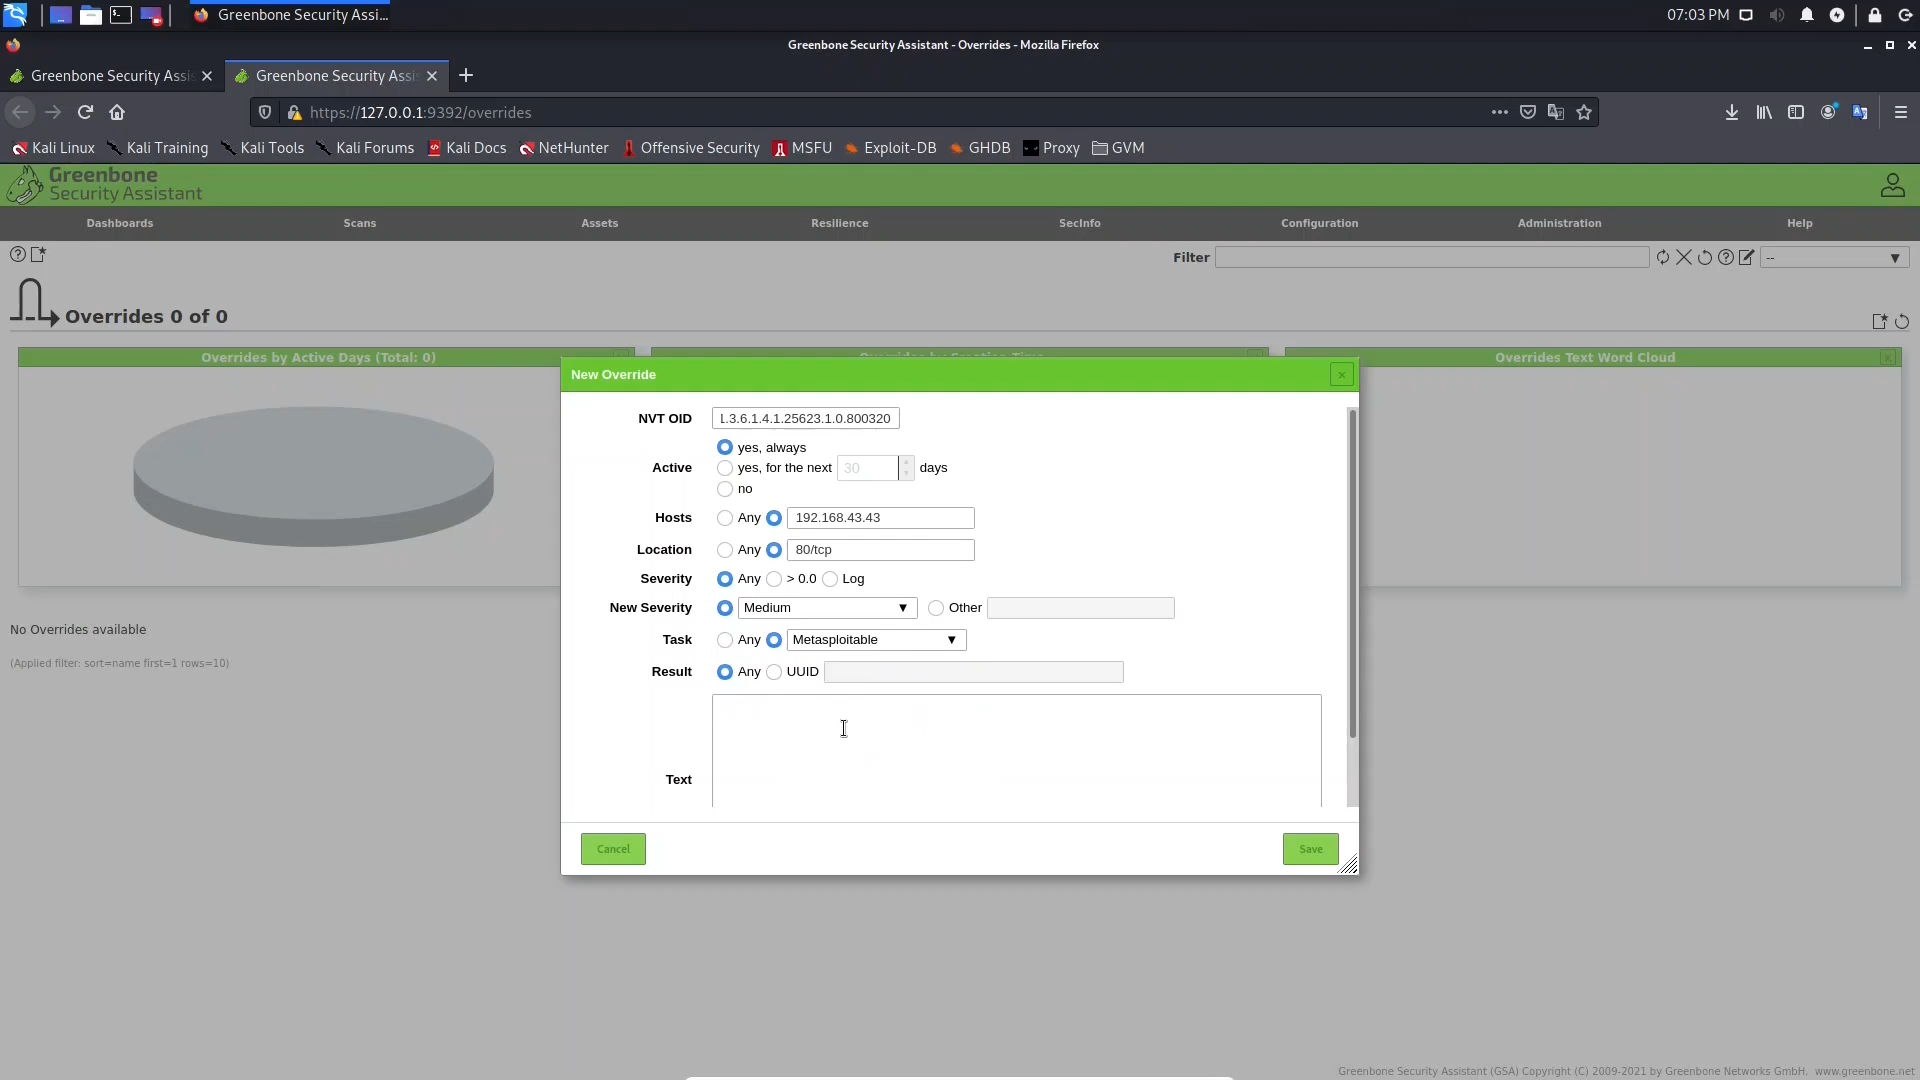 Greenbone Security Assi... 07:03 PM
Greenbone Security Assistant - Overrides - Mozilla Firefox
Greenbone Security Assi Greenbone Security Assi
https://127.0.0.1:9392/overrides
Kali Linux Kali Training Kali Tools Kali Forums Kali Docs NetHunter Offensive Security MSFU Exploit-DB GHDB Proxy GVM
Greenbone
Security Assistant
Dashboards Scans Assets Resilience SecInfo Configuration Administration Help
Filter --
Overrides 0 of 0
Overrides by Active Days (Total: 0) Overrides by Creation Time Overrides Text Word Cloud
New Override
NVT OID 1.3.6.1.4.1.25623.1.0.800320
yes, always
Active yes, for the next 30 days
no
Hosts Any 192.168.43.43
Location Any 80/tcp
Severity Any > 0.0 Log
New Severity Medium Other
No Overrides available
Task Any Metasploitable
(Applied filter: sort=name first=1 rows=10)
Result Any UUID
Text
Cancel Save
Greenbone Security Assistant (GSA) Copyright (C) 2009-2021 by Greenbone Networks GmbH, www.greenbone.net